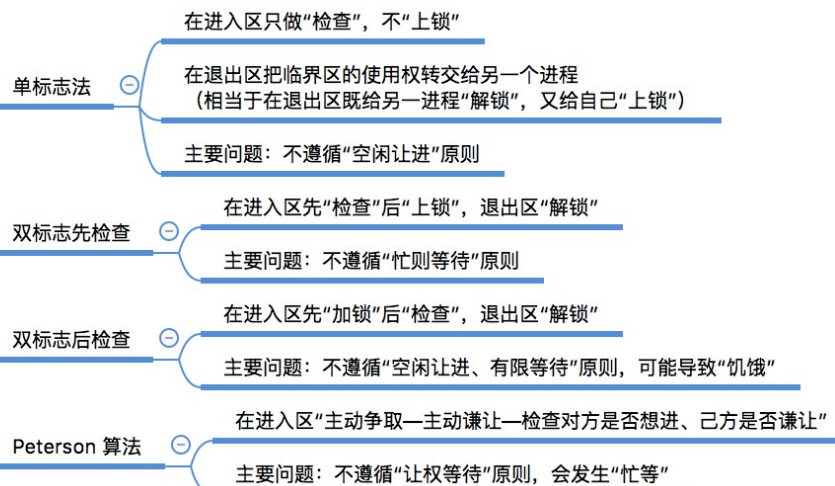 在进入区只做“检查”，不“上锁”
单标志法
在退出区把临界区的使用权转交给另一个进程
（相当于在退出区既给另一进程“解锁”，又给自己“上锁”）
主要问题：不遵循“空闲让进”原则
在进入区先“检查”后“上锁”，退出区“解锁”
双标志先检查
主要问题：不遵循“忙则等待”原则
在进入区先“加锁”后“检查”，退出区“解锁”
双标志后检查
主要问题：不遵循“空闲让进、有限等待”原则，可能导致“饥饿”
在进入区“主动争取—主动谦让—检查对方是否想进、己方是否谦让”
Peterson 算法
主要问题：不遵循“让权等待”原则，会发生“忙等”